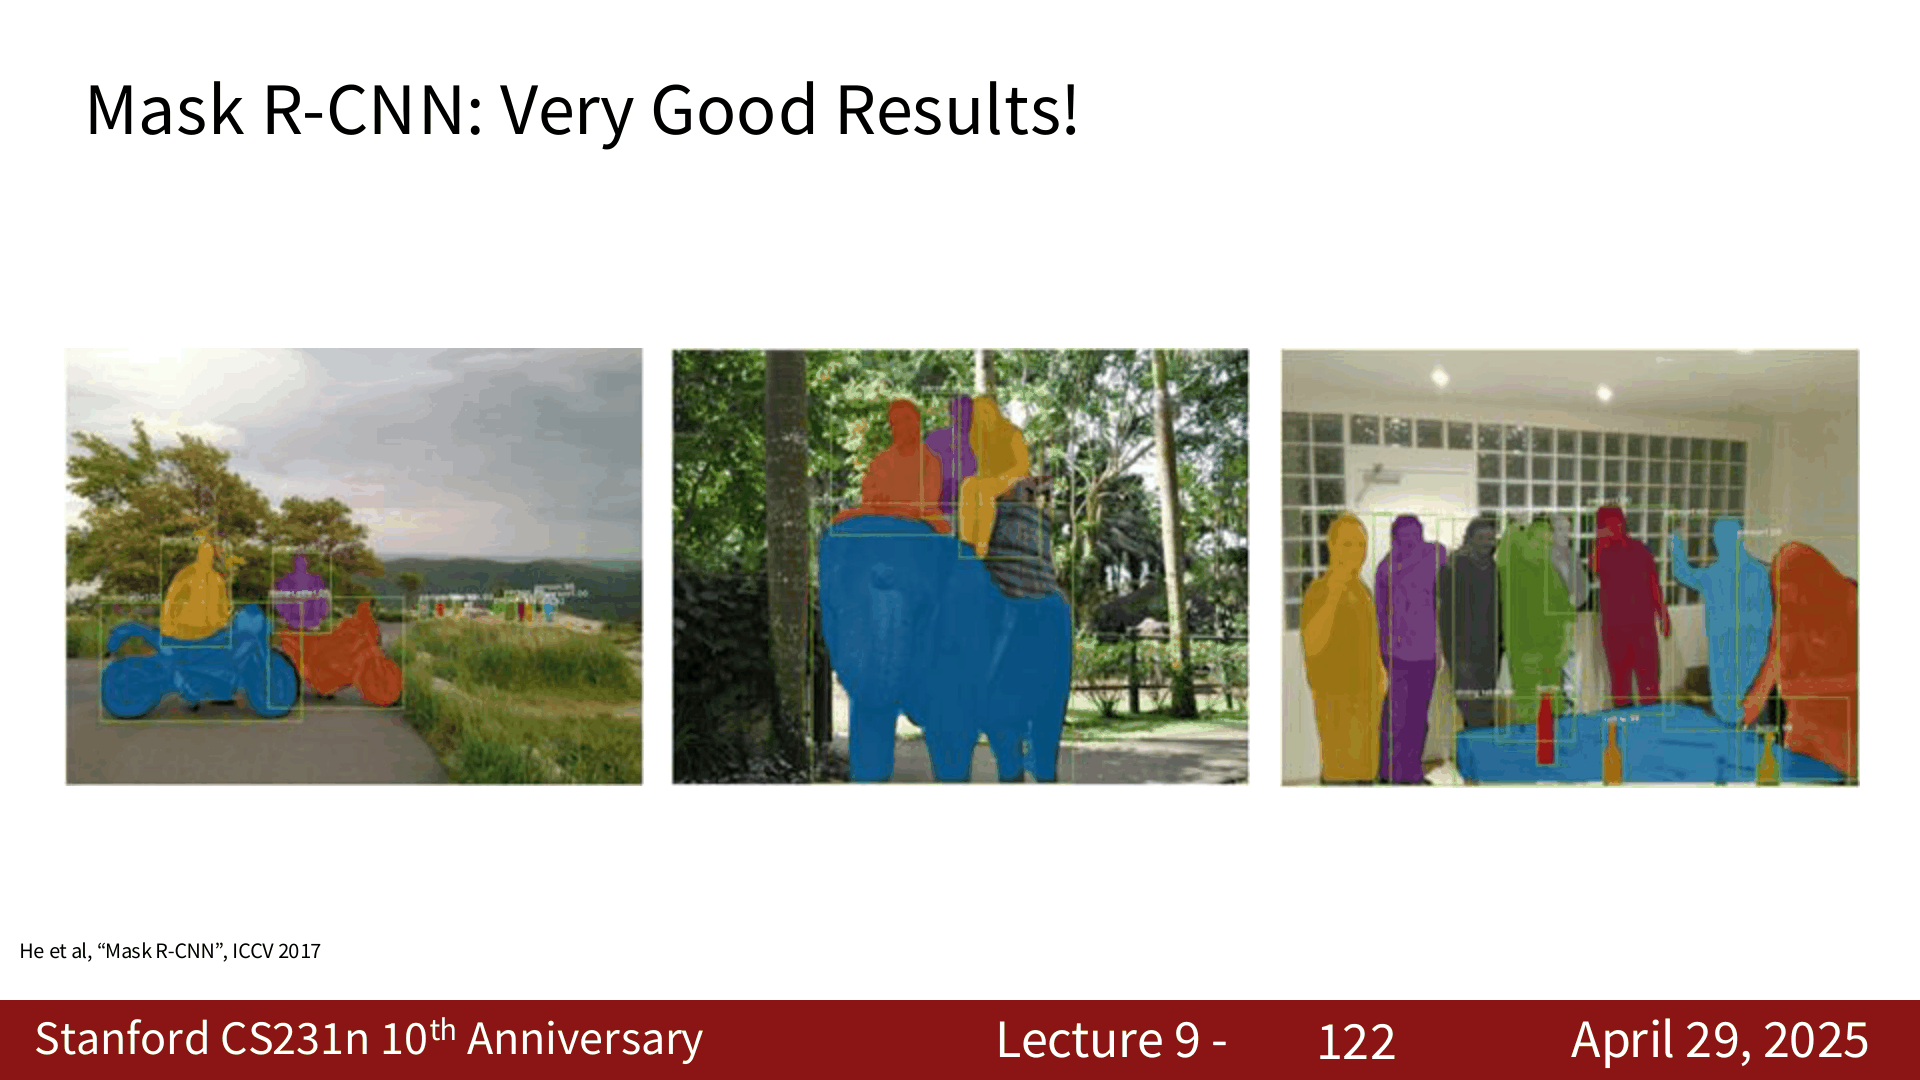 Mask R-CNN: Very Good Results!
He et al, “Mask R-CNN”, ICCV 2017
Stanford CS231n 10th Anniversary
Lecture 9 - 122
April 29, 2025